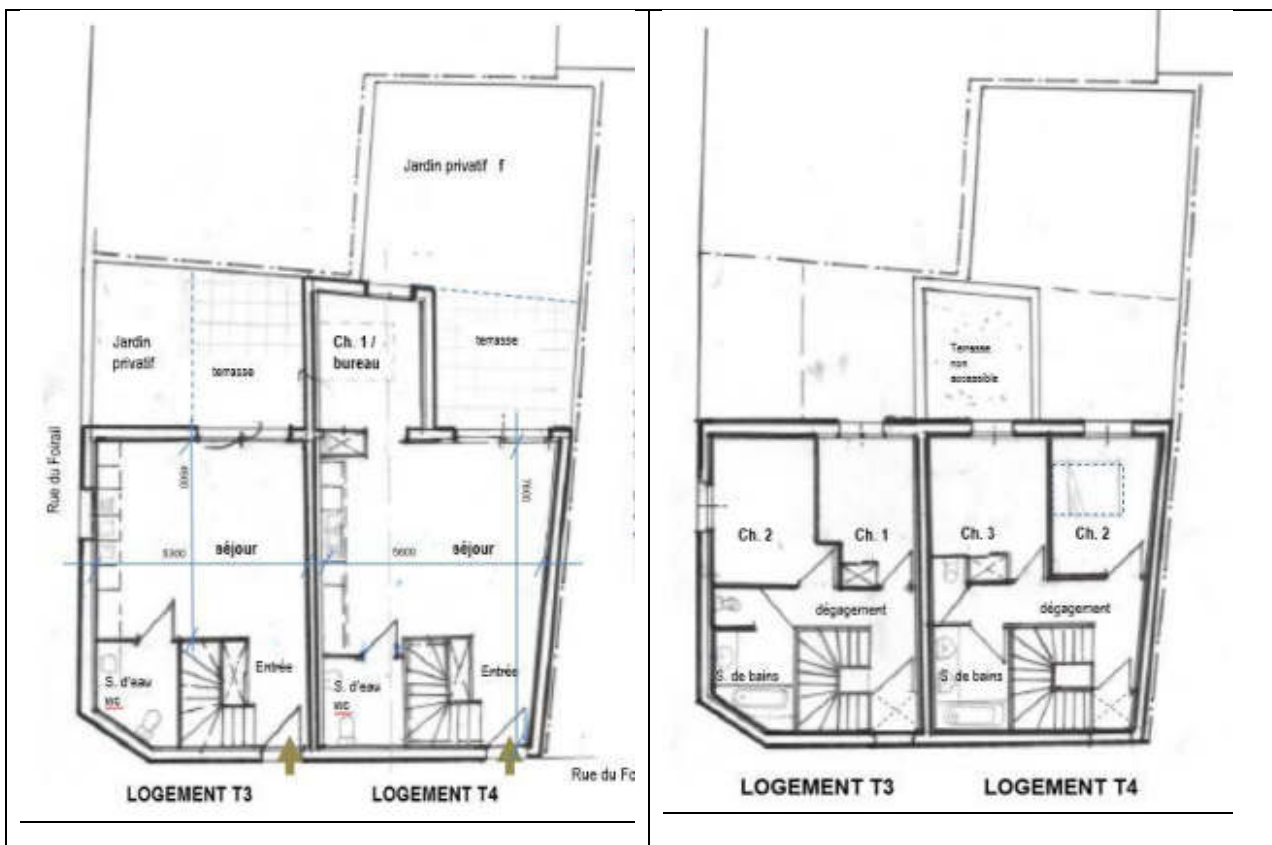 Jardin privatif f
Ch. 1 /
bureau
terrasse
Jardin
privatif
terrasse
Rue du Foirail
4900
7600
5300
séjour
5600
séjour
Entrée
S. d'eau
wc
Entrée
S. d'eau
wc
Rue du Fo
LOGEMENT T3
LOGEMENT T4
Terrasse
non
accessible
Ch. 2
Ch. 1
Ch. 3
Ch. 2
dégagement
dégagement
S. de bains
S. de bains
LOGEMENT T3
LOGEMENT T4